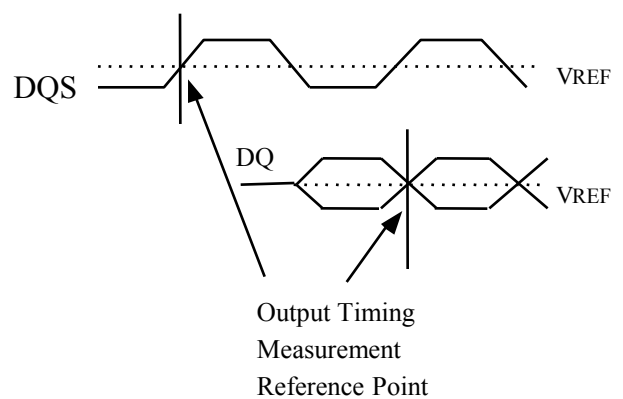 DQS
VREF
DQ
VREF
Output Timing
Measurement
Reference Point